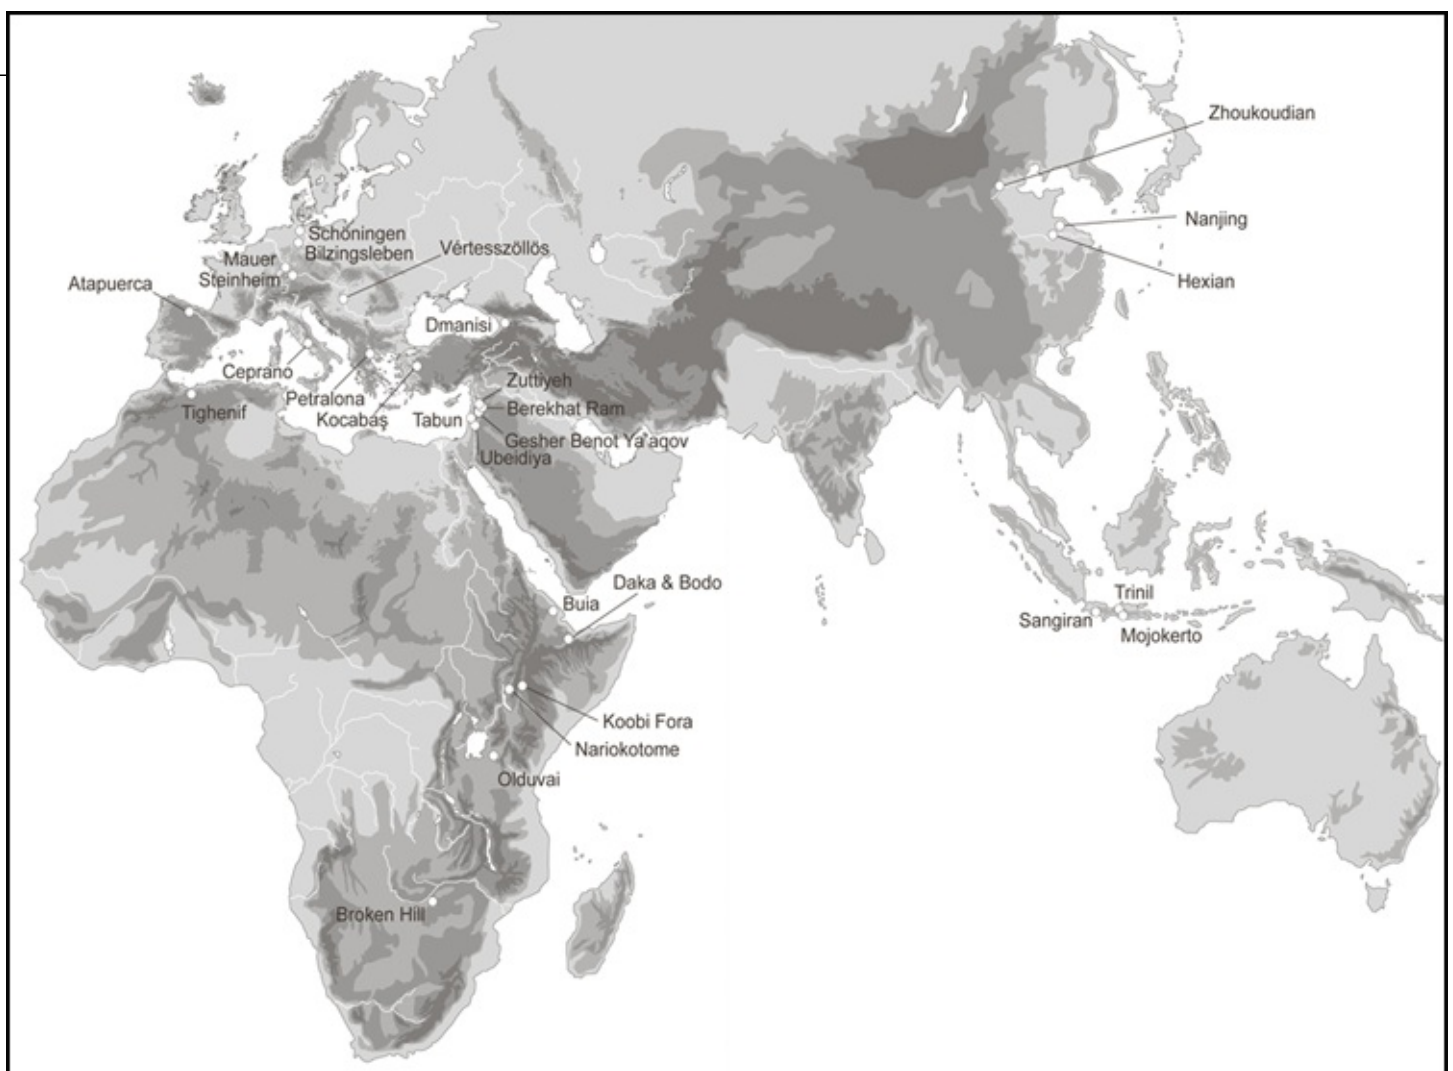 Zhoukoudian
Nanjing
Hexian
Schöningen
Bilzingsleben
Vértesszöllös
Mauer
Steinheim
Atapuerca
Dmanisi
Ceprano
Petralona
Kocabaş
Tighenif
Tabun
Zuttiyeh
Berekhat Ram
Gesher Benot Ya'aqov
Ubeidiya
Daka & Bodo
Buia
Trinil
Sangiran
Mojokerto
Koobi Fora
Nariokotome
Olduvai
Broken Hill